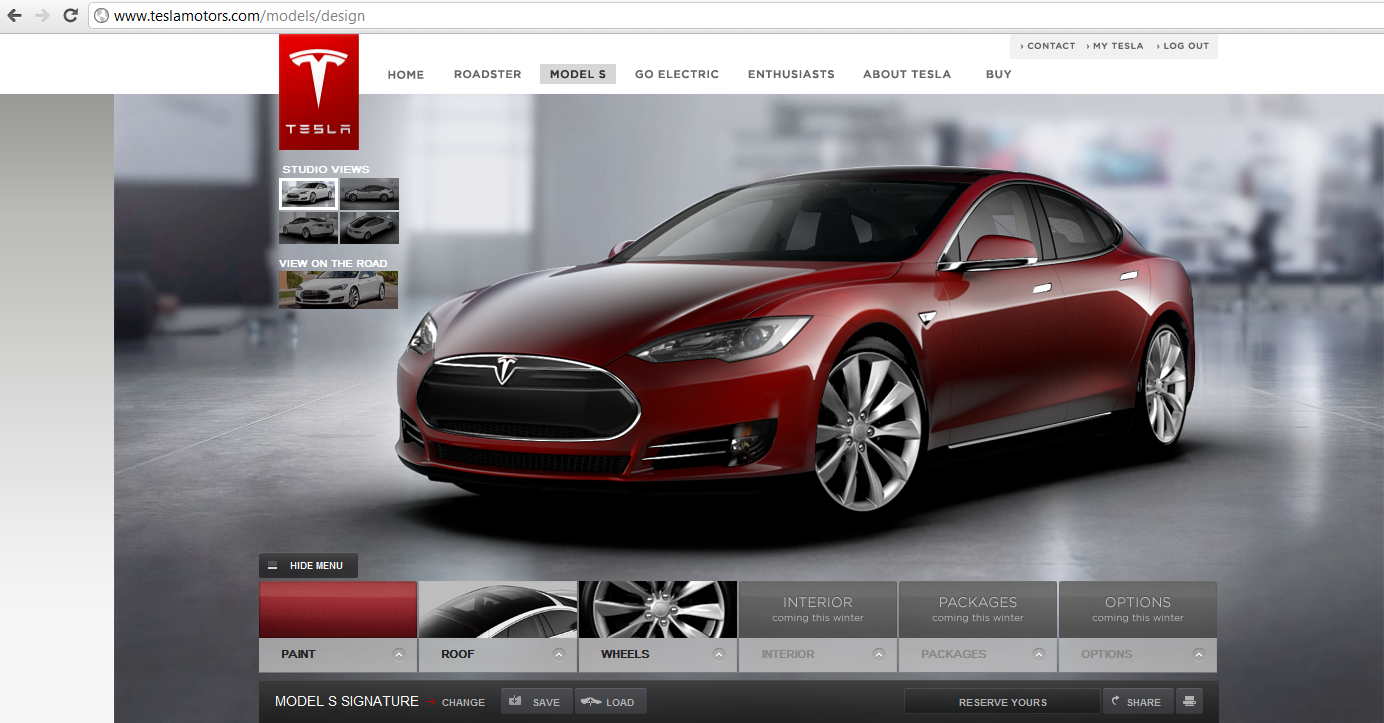 www.teslamotors.com/models/design
› CONTACT › MY TESLA › LOG OUT
HOME ROADSTER MODEL S GO ELECTRIC ENTHUSIASTS ABOUT TESLA BUY
TESLA
STUDIO VIEWS
VIEW ON THE ROAD
HIDE MENU
INTERIOR PACKAGES OPTIONS
coming this winter coming this winter coming this winter
PAINT ROOF WHEELS INTERIOR PACKAGES OPTIONS
MODEL S SIGNATURE CHANGE SAVE LOAD RESERVE YOURS SHARE